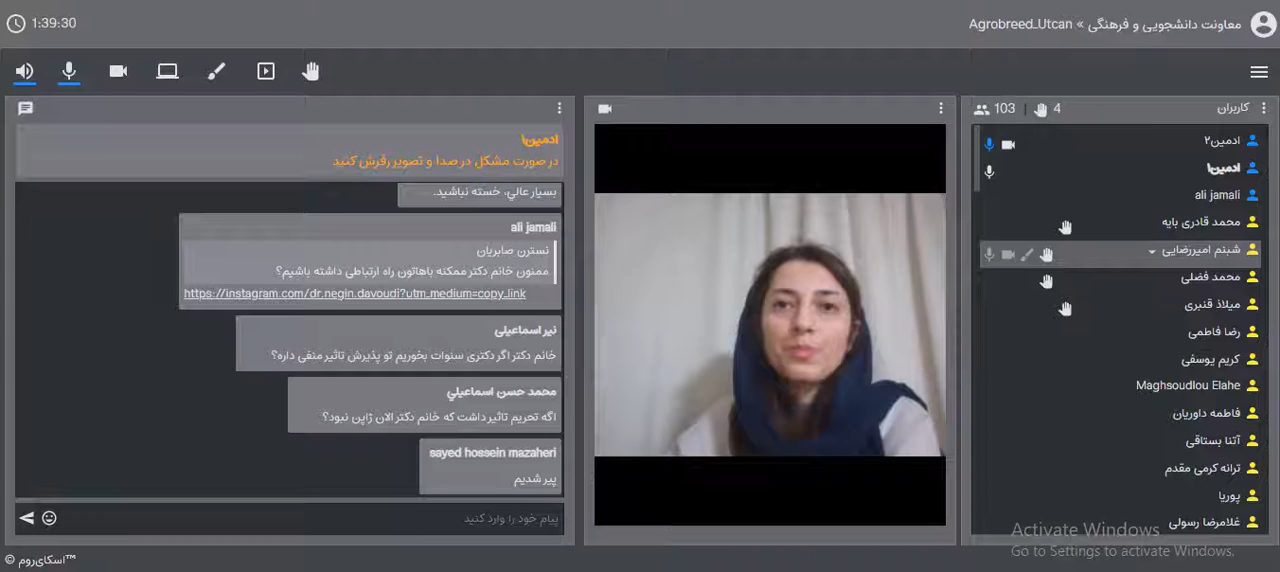 1:39:30
معاونت دانشجویی و فرهنگی » Agrobreed_Utcan
ادمین۱
در صورت مشکل در صدا و تصویر رفرش کنید
بسیار عالي، خسته نباشید.
ali jamali
نسترن صابریان
ممنون خانم دکتر ممکنه باهاتون راه ارتباطی داشته باشیم؟
https://instagram.com/dr.negin.davoudi?utm_medium=copy_link
نیر اسماعیلی
خانم دکتر اگر دکتری سنوات بخوریم تو پذیرش تاثیر منفی داره؟
محمد حسن اسماعیلي
اگه تحریم تاثیر داشت که خانم دکتر الان ژاپن نبود؟
sayed hossein mazaheri
پیر شدیم
پیام خود را وارد کنید
© اسکای‌روم™
103 | 4
کاربران
ادمین۲
ادمین۱
ali jamali
محمد قادری بایه
شبنم امیررضایی
محمد فضلی
میلاذ قنبری
رضا فاطمی
کریم یوسفی
Maghsoudlou Elahe
فاطمه داوریان
آتنا بستاقی
ترانه کرمی مقدم
پوریا
غلامرضا رسولی
Activate Windows
Go to Settings to activate Windows.